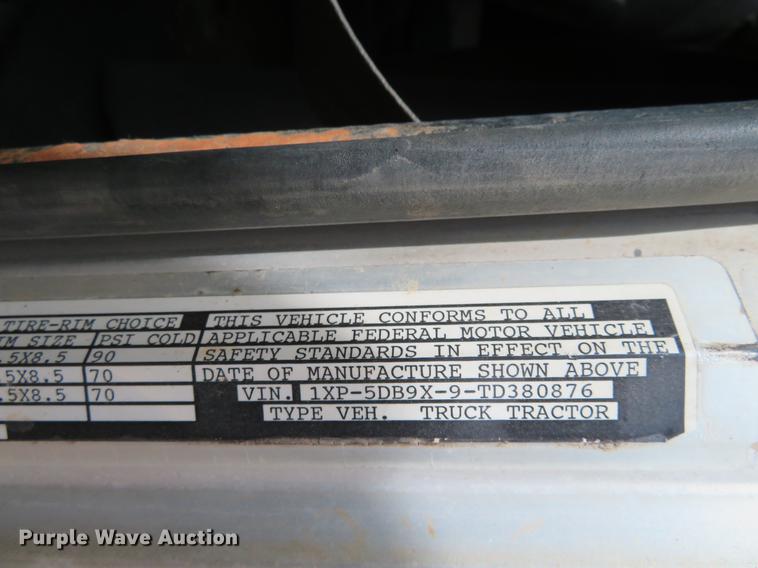 TIRE-RIM CHOICE THIS VEHICLE CONFORMS TO ALL
M SIZE PSI COLD APPLICABLE FEDERAL MOTOR VEHICLE
.5X8.5 90 SAFETY STANDARDS IN EFFECT ON THE
.5X8.5 70 DATE OF MANUFACTURE SHOWN ABOVE
.5X8.5 70 VIN. 1XP-5DB9X-9-TD380876
TYPE VEH. TRUCK TRACTOR
Purple Wave Auction®